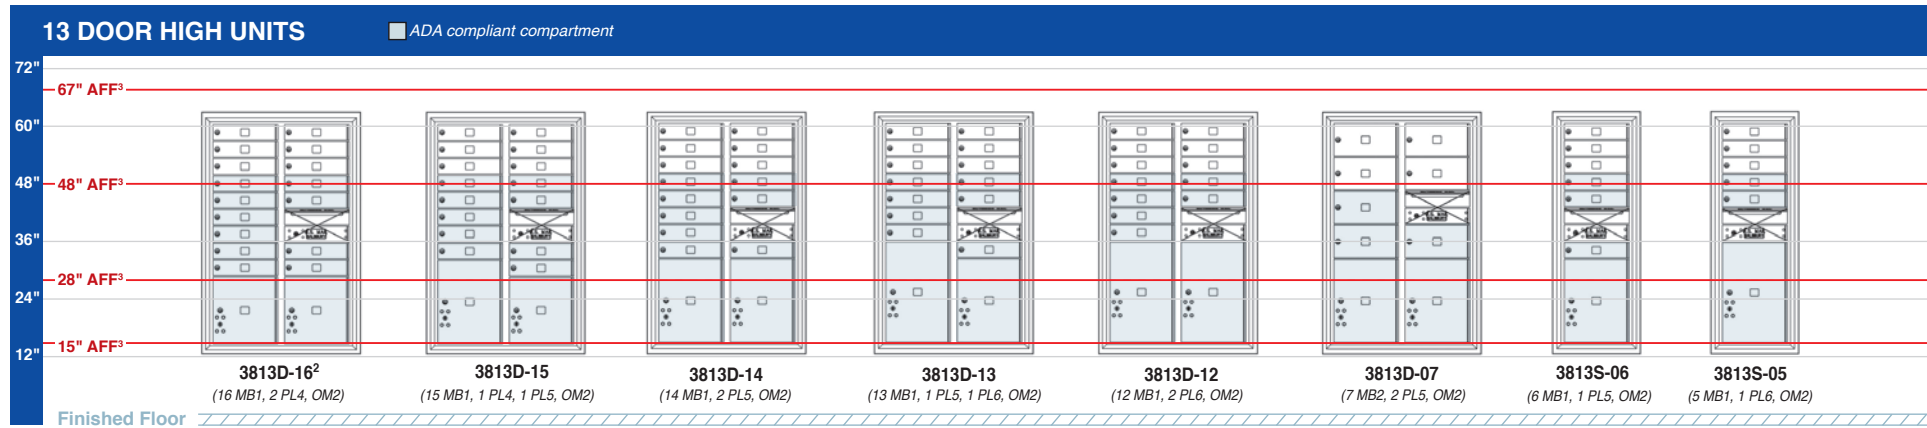 13 DOOR HIGH UNITS
ADA compliant compartment
72"
67" AFF³
60"
48"
48" AFF³
36"
28" AFF³
24"
15" AFF³
12"
3813D-16²
(16 MB1, 2 PL4, OM2)
3813D-15
(15 MB1, 1 PL4, 1 PL5, OM2)
3813D-14
(14 MB1, 2 PL5, OM2)
3813D-13
(13 MB1, 1 PL5, 1 PL6, OM2)
3813D-12
(12 MB1, 2 PL6, OM2)
3813D-07
(7 MB2, 2 PL5, OM2)
3813S-06
(6 MB1, 1 PL5, OM2)
3813S-05
(5 MB1, 1 PL6, OM2)
Finished Floor